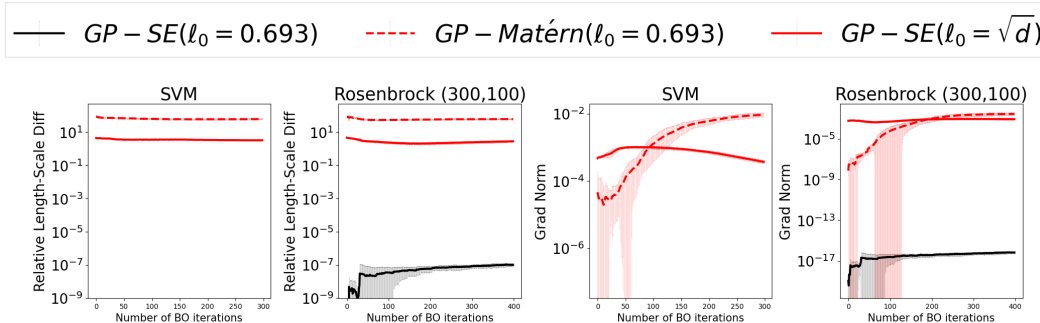 GP − SE(ℓ₀ = 0.693) GP − Matérn(ℓ₀ = 0.693) GP − SE(ℓ₀ = √d)
SVM
Relative Length-Scale Diff
10¹
10⁻¹
10⁻³
10⁻⁵
10⁻⁷
10⁻⁹
0 50 100 150 200 250 300
Number of BO iterations
Rosenbrock (300,100)
Relative Length-Scale Diff
10¹
10⁻¹
10⁻³
10⁻⁵
10⁻⁷
10⁻⁹
0 100 200 300 400
Number of BO iterations
SVM
Grad Norm
10⁻²
10⁻⁴
10⁻⁶
0 50 100 150 200 250 300
Number of BO iterations
Rosenbrock (300,100)
Grad Norm
10⁻¹
10⁻⁵
10⁻⁹
10⁻¹³
10⁻¹⁷
0 100 200 300 400
Number of BO iterations